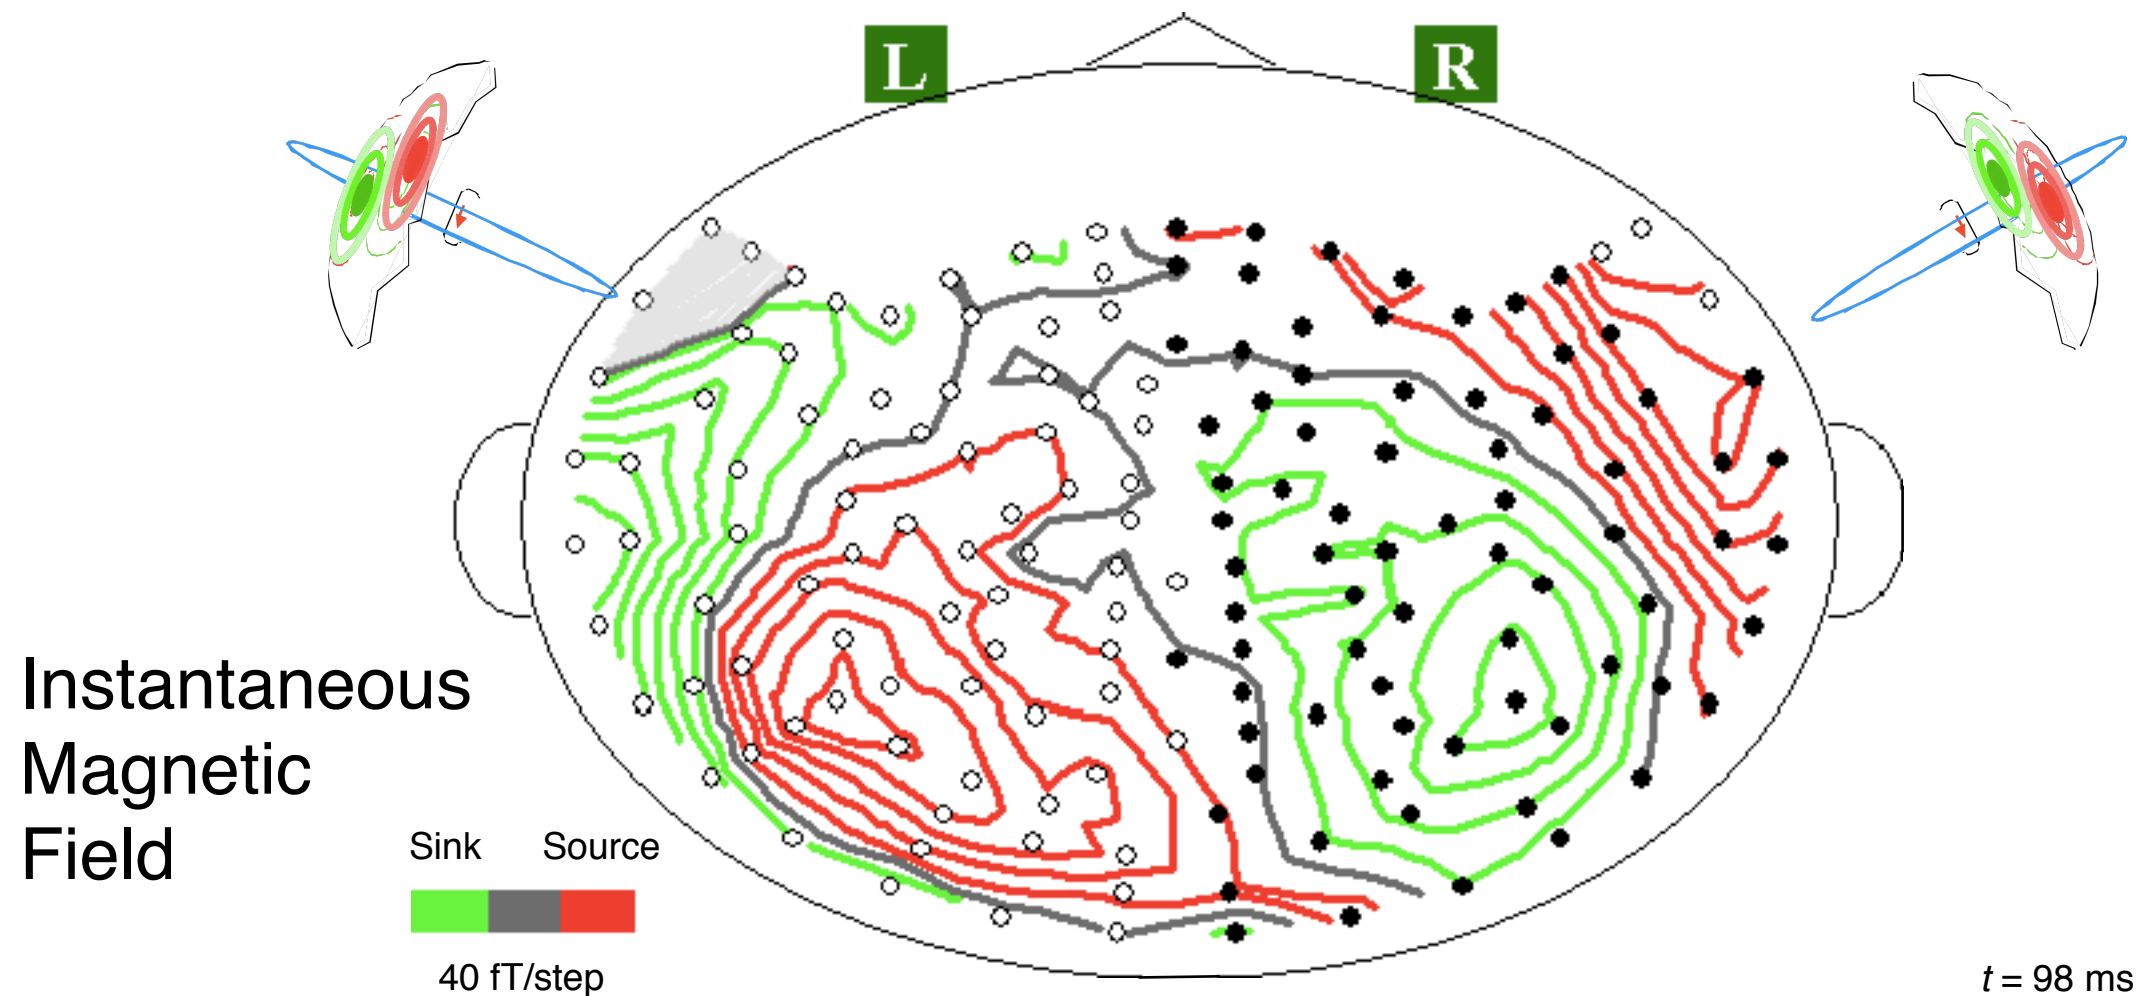 L
R
Instantaneous
Magnetic
Field
Sink Source
40 fT/step
t = 98 ms